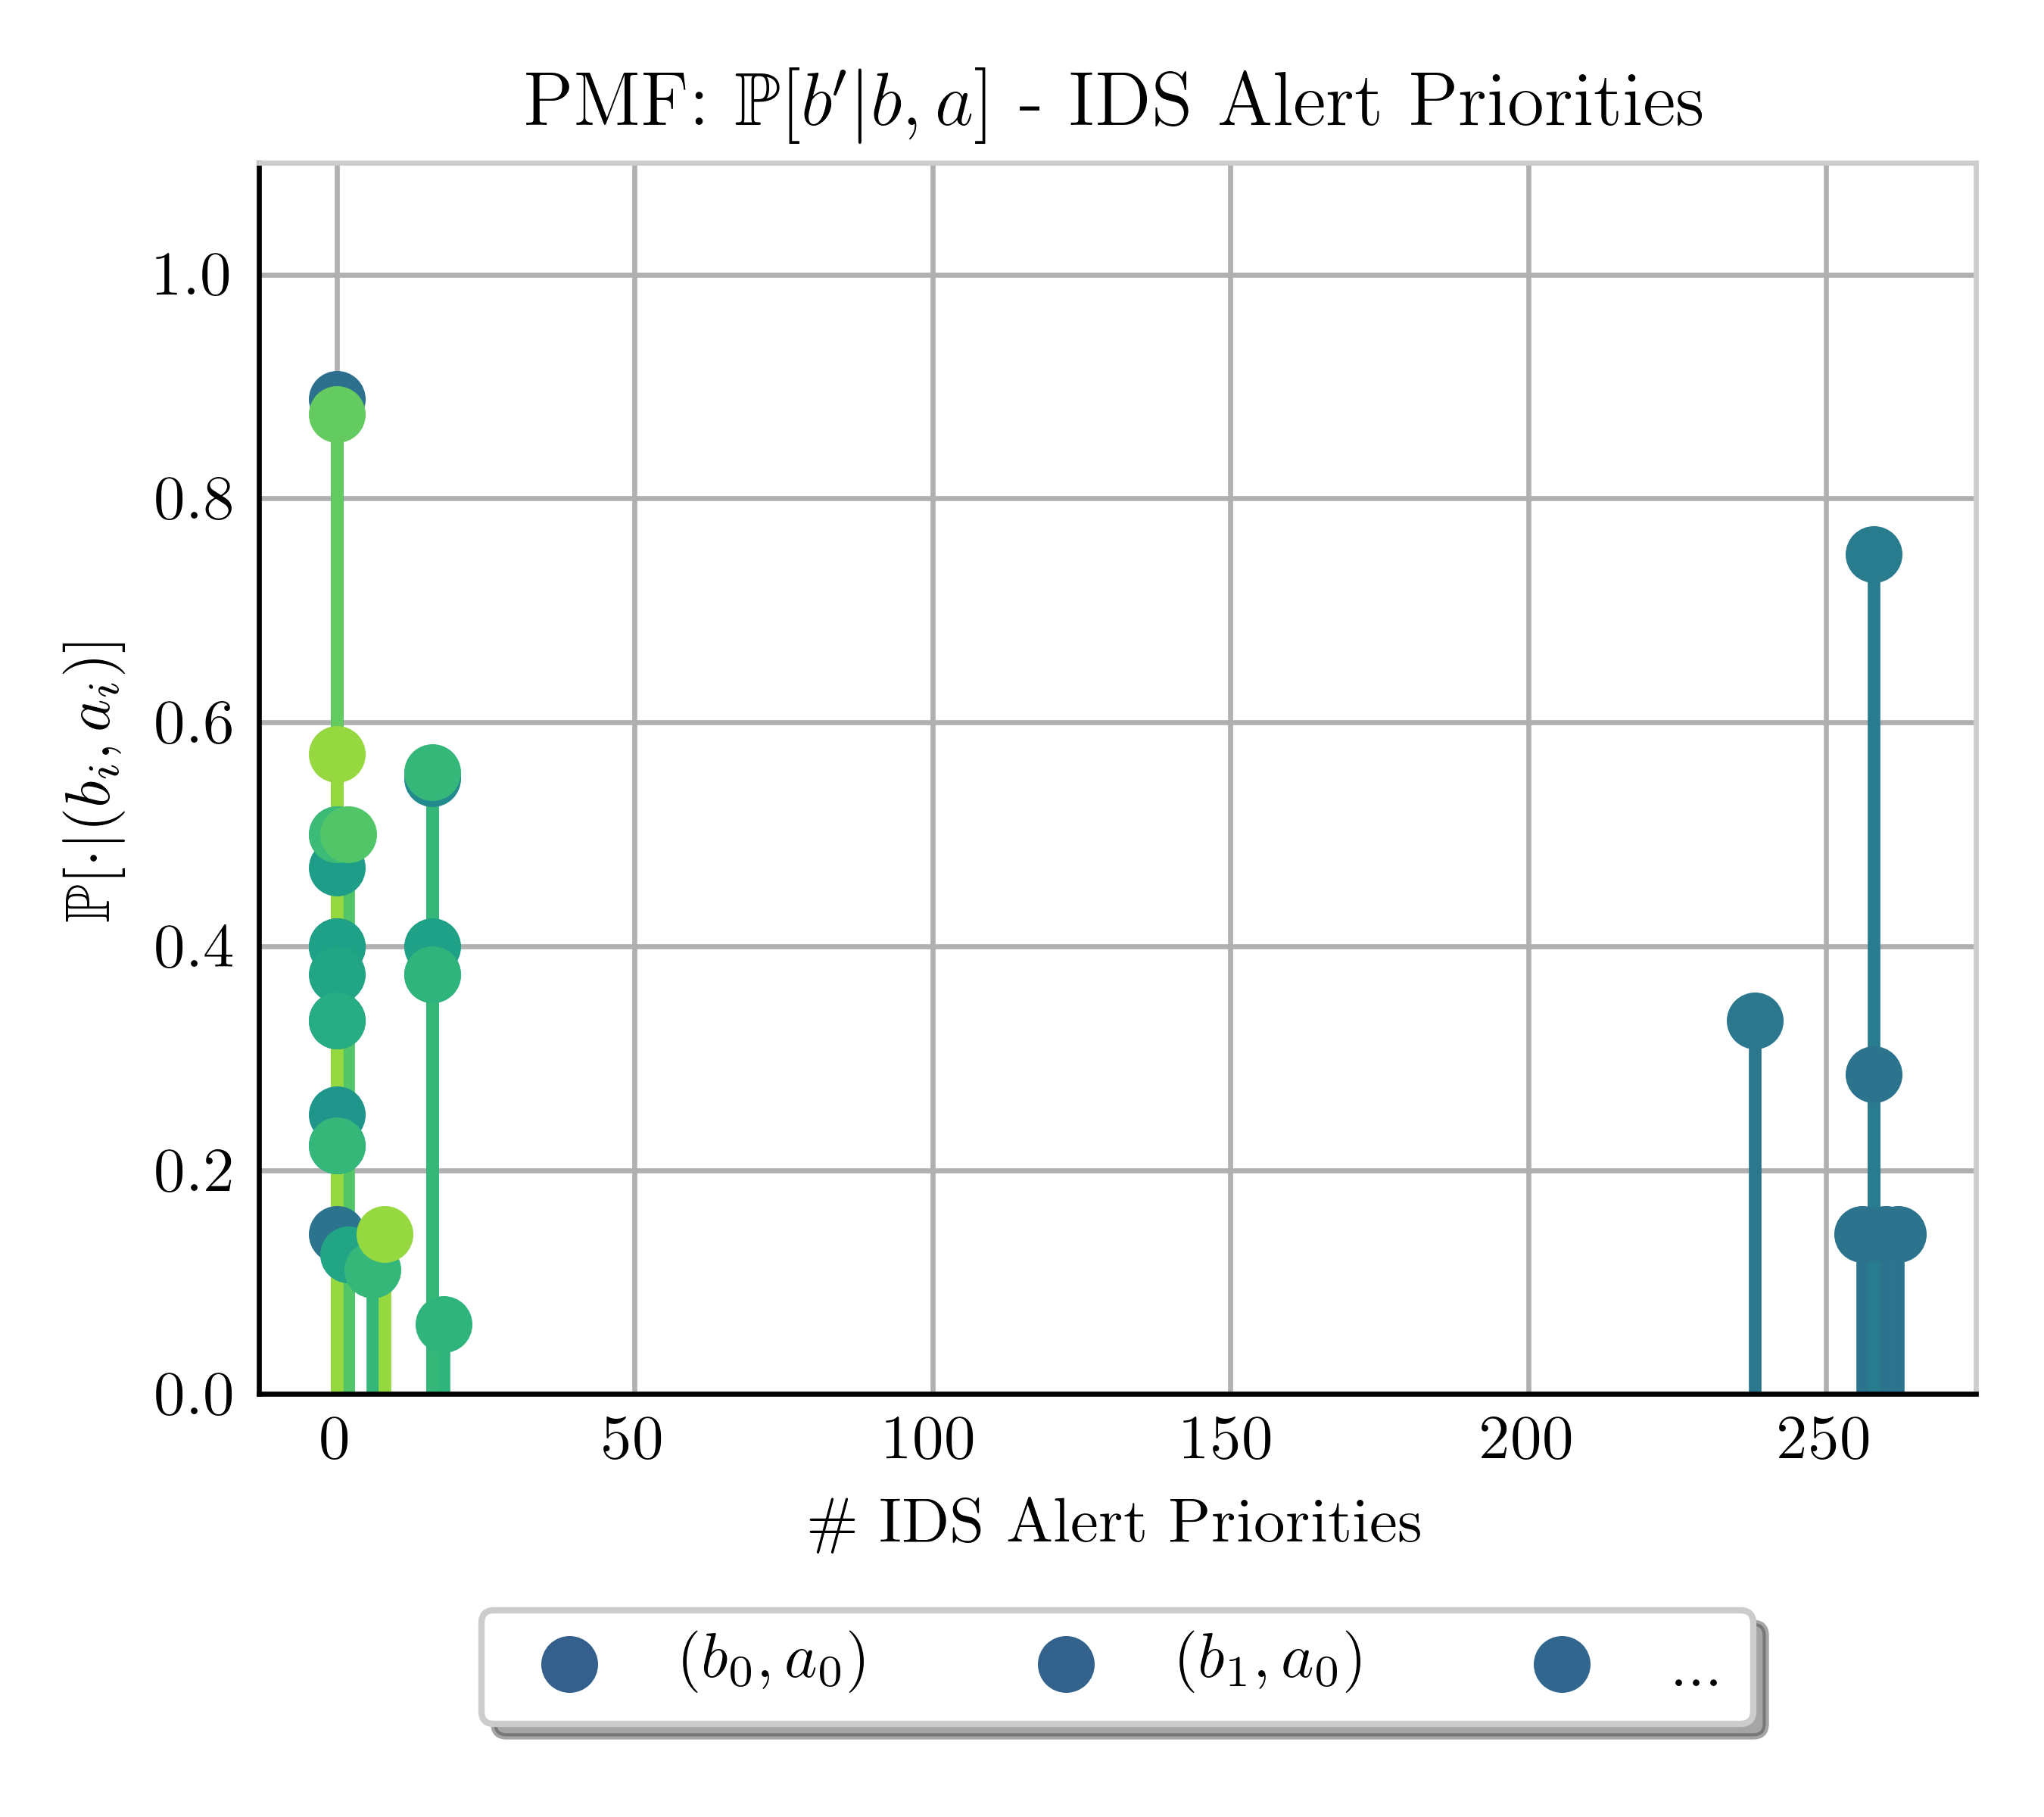 PMF: ℙ[b′|b, a] - IDS Alert Priorities
ℙ[·|(bᵢ, aᵢ)]
1.0
0.8
0.6
0.4
0.2
0.0
0 50 100 150 200 250
# IDS Alert Priorities
(b₀, a₀) (b₁, a₀) ...